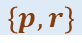 {p, r}